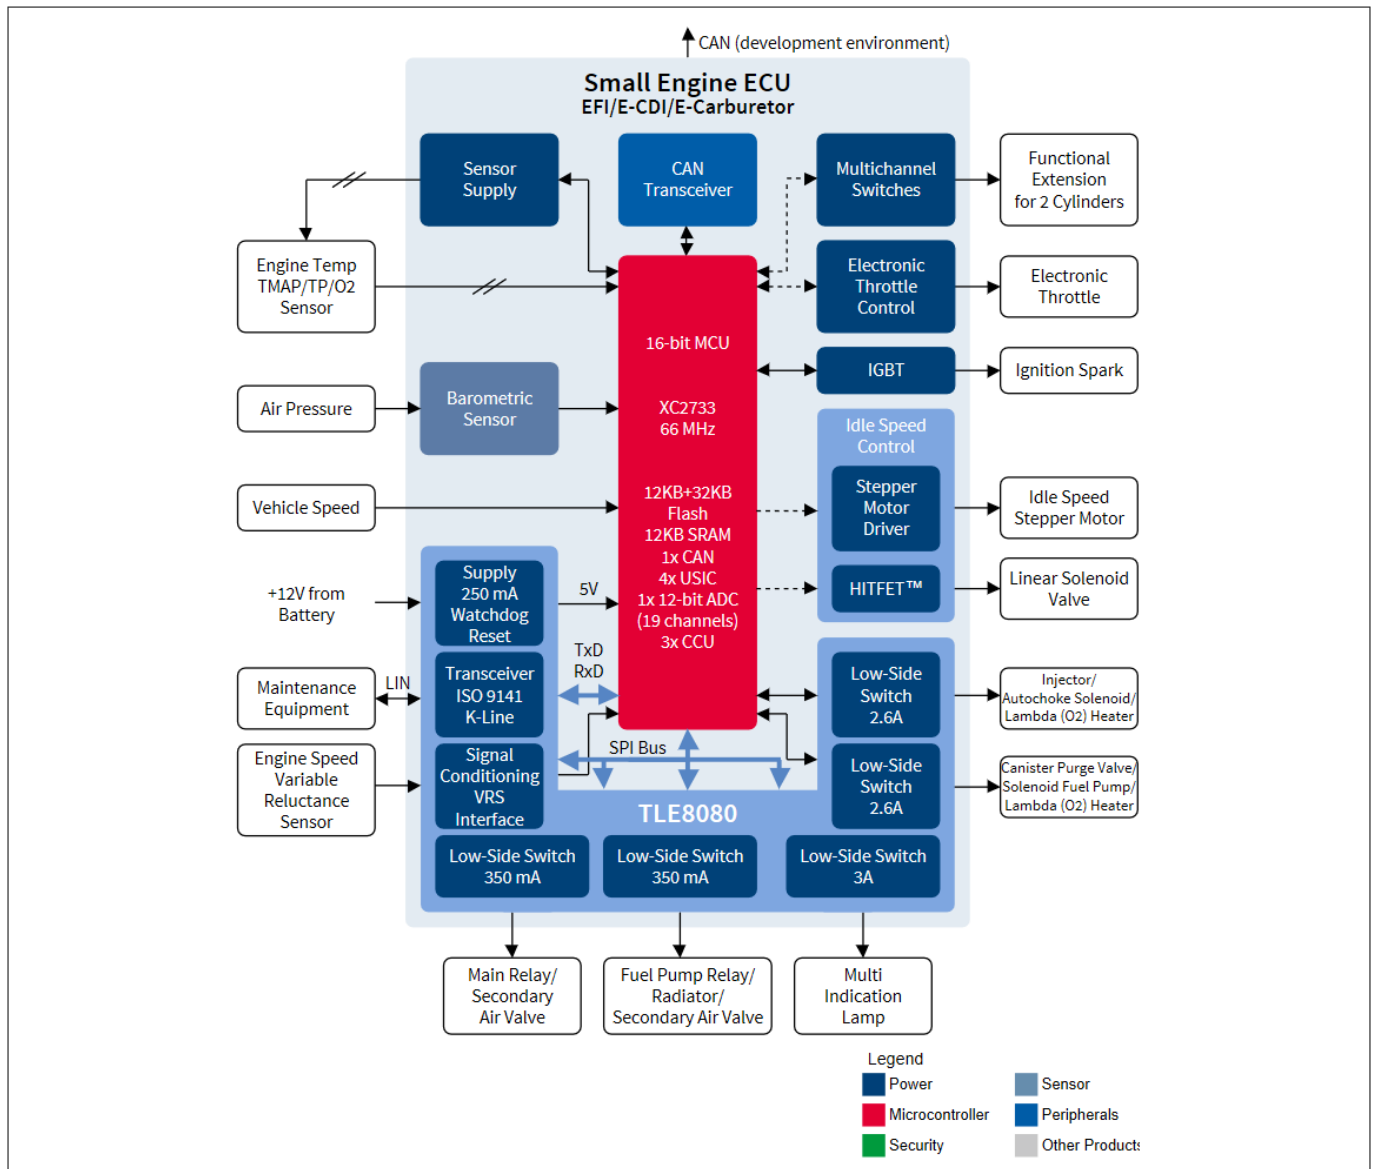 CAN (development environment)
Small Engine ECU
EFI/E-CDI/E-Carburetor
Sensor
Supply
CAN
Transceiver
Multichannel
Switches
Functional
Extension
for 2 Cylinders
Engine Temp
TMAP/TP/O2
Sensor
Electronic
Throttle
Control
Electronic
Throttle
16-bit MCU
XC2733
66 MHz
12KB+32KB
Flash
12KB SRAM
1x CAN
4x USIC
1x 12-bit ADC
(19 channels)
3x CCU
IGBT
Ignition Spark
Air Pressure
Barometric
Sensor
Idle Speed
Control
Vehicle Speed
Stepper
Motor
Driver
Idle Speed
Stepper Motor
HITFET™
Linear Solenoid
Valve
+12V from
Battery
Supply
250 mA
Watchdog
Reset
5V
TxD
RxD
Maintenance
Equipment
LIN
Transceiver
ISO 9141
K-Line
Low-Side
Switch
2.6A
Injector/
Autochoke Solenoid/
Lambda (O2) Heater
Engine Speed
Variable
Reluctance
Sensor
Signal
Conditioning
VRS
Interface
SPI Bus
Low-Side
Switch
2.6A
Canister Purge Valve/
Solenoid Fuel Pump/
Lambda (O2) Heater
TLE8080
Low-Side Switch
350 mA
Low-Side Switch
350 mA
Low-Side Switch
3A
Main Relay/
Secondary
Air Valve
Fuel Pump Relay/
Radiator/
Secondary Air Valve
Multi
Indication
Lamp
Legend
Power
Sensor
Microcontroller
Peripherals
Security
Other Products